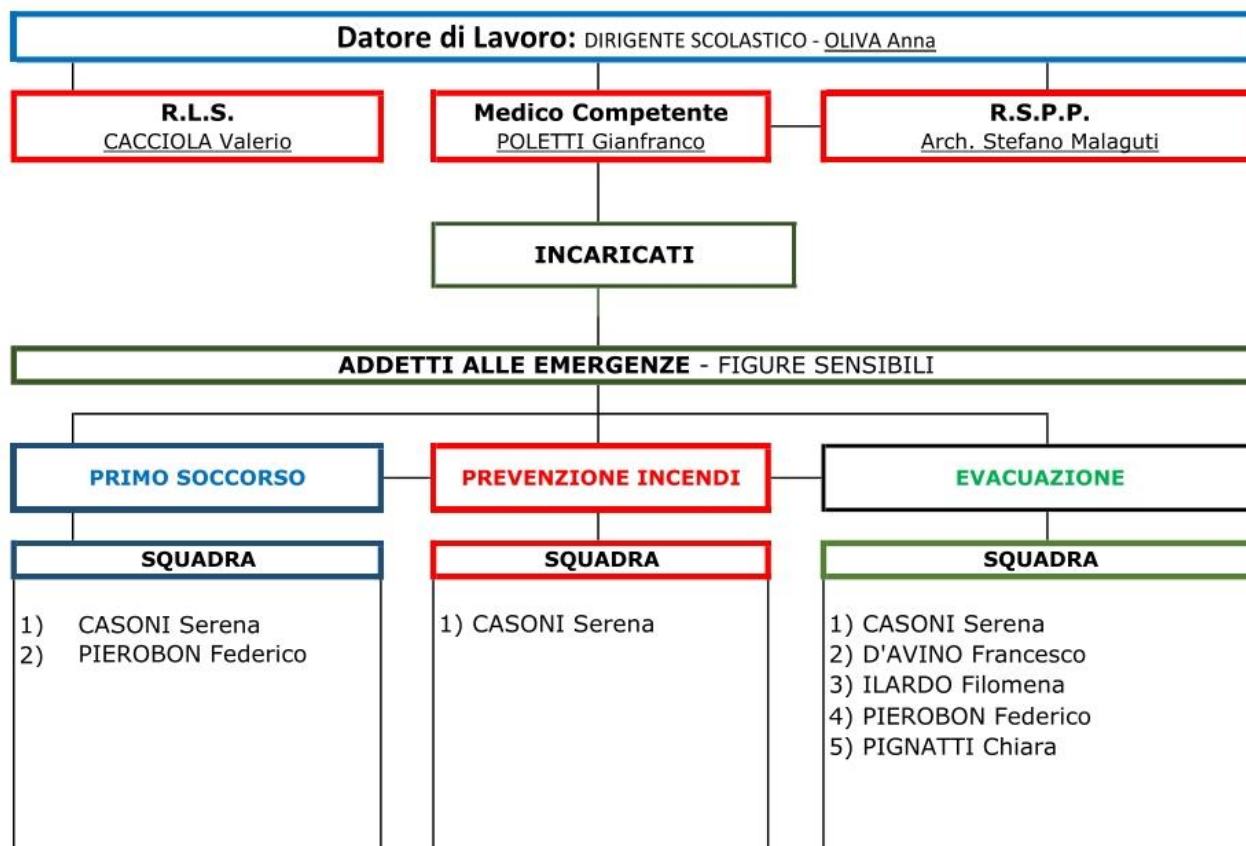 Datore di Lavoro: DIRIGENTE SCOLASTICO - OLIVA Anna
R.L.S.
CACCIOLA Valerio
Medico Competente
POLETTI Gianfranco
R.S.P.P.
Arch. Stefano Malaguti
INCARICATI
ADDETTI ALLE EMERGENZE - FIGURE SENSIBILI
PRIMO SOCCORSO
PREVENZIONE INCENDI
EVACUAZIONE
SQUADRA
1) CASONI Serena
2) PIEROBON Federico
SQUADRA
1) CASONI Serena
SQUADRA
1) CASONI Serena
2) D'AVINO Francesco
3) ILARDO Filomena
4) PIEROBON Federico
5) PIGNATTI Chiara